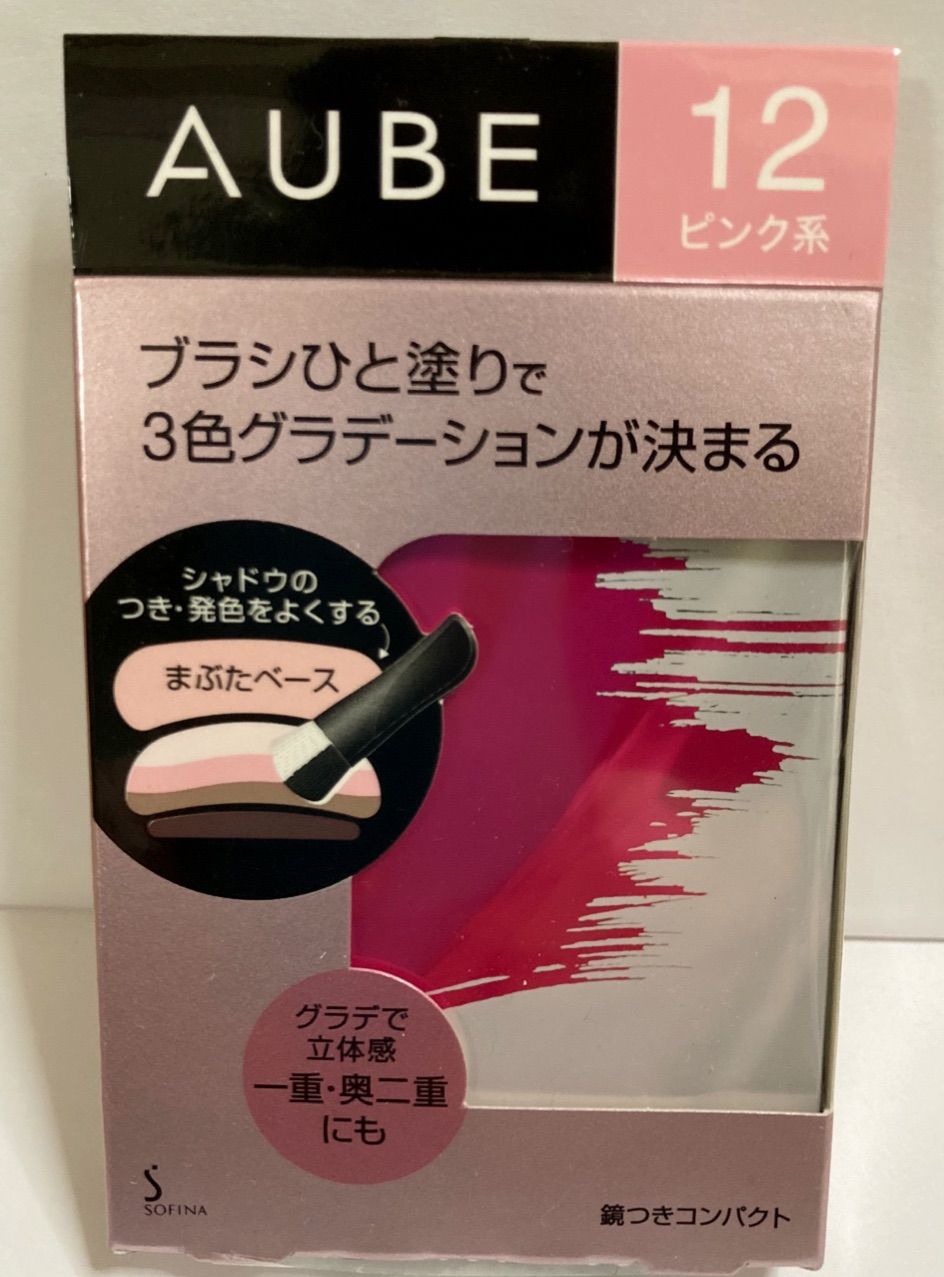 AUBE
12
ピンク系
ブラシひと塗りで
3色グラデーションが決まる
シャドウの
つき・発色をよくする
まぶたベース
グラデで
立体感
一重・奥二重
にも
SOFINA
鏡つきコンパクト